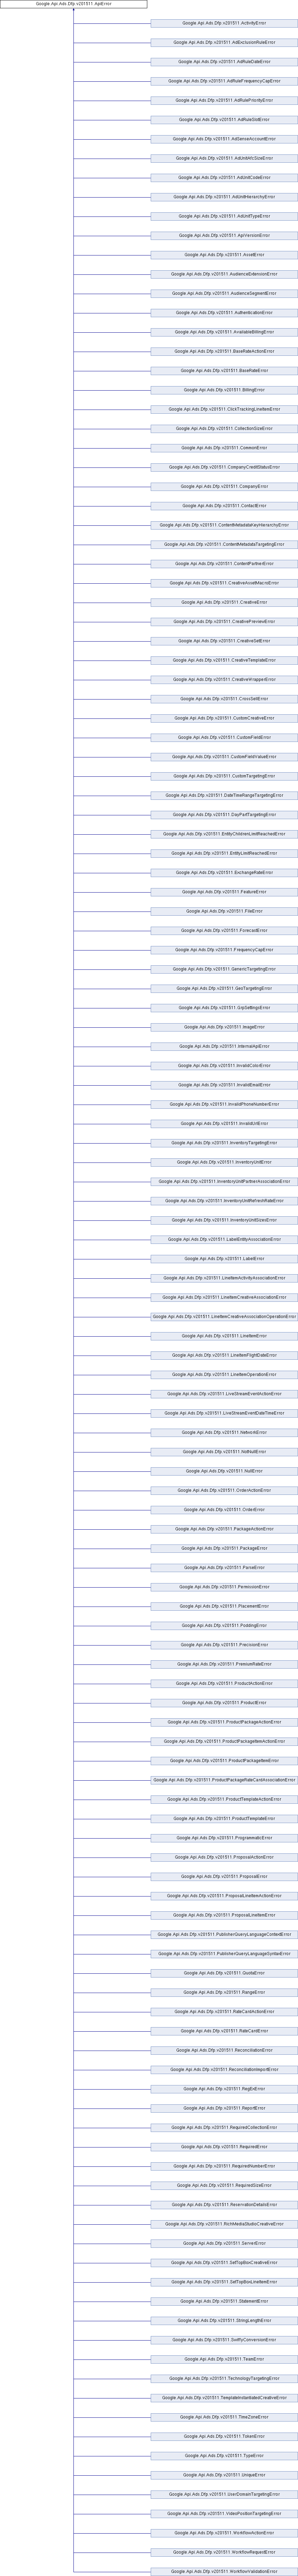 Google.Api.Ads.Dfp.v201511.ApiError
Google.Api.Ads.Dfp.v201511.ActivityError
Google.Api.Ads.Dfp.v201511.AdExclusionRuleError
Google.Api.Ads.Dfp.v201511.AdRuleDateError
Google.Api.Ads.Dfp.v201511.AdRuleFrequencyCapError
Google.Api.Ads.Dfp.v201511.AdRulePriorityError
Google.Api.Ads.Dfp.v201511.AdRuleSlotError
Google.Api.Ads.Dfp.v201511.AdSenseAccountError
Google.Api.Ads.Dfp.v201511.AdUnitAfcSizeError
Google.Api.Ads.Dfp.v201511.AdUnitCodeError
Google.Api.Ads.Dfp.v201511.AdUnitHierarchyError
Google.Api.Ads.Dfp.v201511.AdUnitTypeError
Google.Api.Ads.Dfp.v201511.ApiVersionError
Google.Api.Ads.Dfp.v201511.AssetError
Google.Api.Ads.Dfp.v201511.AudienceExtensionError
Google.Api.Ads.Dfp.v201511.AudienceSegmentError
Google.Api.Ads.Dfp.v201511.AuthenticationError
Google.Api.Ads.Dfp.v201511.AvailableBillingError
Google.Api.Ads.Dfp.v201511.BaseRateActionError
Google.Api.Ads.Dfp.v201511.BaseRateError
Google.Api.Ads.Dfp.v201511.BillingError
Google.Api.Ads.Dfp.v201511.ClickTrackingLineItemError
Google.Api.Ads.Dfp.v201511.CollectionSizeError
Google.Api.Ads.Dfp.v201511.CommonError
Google.Api.Ads.Dfp.v201511.CompanyCreditStatusError
Google.Api.Ads.Dfp.v201511.CompanyError
Google.Api.Ads.Dfp.v201511.ContactError
Google.Api.Ads.Dfp.v201511.ContentMetadataKeyHierarchyError
Google.Api.Ads.Dfp.v201511.ContentMetadataTargetingError
Google.Api.Ads.Dfp.v201511.ContentPartnerError
Google.Api.Ads.Dfp.v201511.CreativeAssetMacroError
Google.Api.Ads.Dfp.v201511.CreativeError
Google.Api.Ads.Dfp.v201511.CreativePreviewError
Google.Api.Ads.Dfp.v201511.CreativeSetError
Google.Api.Ads.Dfp.v201511.CreativeTemplateError
Google.Api.Ads.Dfp.v201511.CreativeWrapperError
Google.Api.Ads.Dfp.v201511.CrossSellError
Google.Api.Ads.Dfp.v201511.CustomCreativeError
Google.Api.Ads.Dfp.v201511.CustomFieldError
Google.Api.Ads.Dfp.v201511.CustomFieldValueError
Google.Api.Ads.Dfp.v201511.CustomTargetingError
Google.Api.Ads.Dfp.v201511.DateTimeRangeTargetingError
Google.Api.Ads.Dfp.v201511.DayPartTargetingError
Google.Api.Ads.Dfp.v201511.EntityChildrenLimitReachedError
Google.Api.Ads.Dfp.v201511.EntityLimitReachedError
Google.Api.Ads.Dfp.v201511.ExchangeRateError
Google.Api.Ads.Dfp.v201511.FeatureError
Google.Api.Ads.Dfp.v201511.FileError
Google.Api.Ads.Dfp.v201511.ForecastError
Google.Api.Ads.Dfp.v201511.FrequencyCapError
Google.Api.Ads.Dfp.v201511.GenericTargetingError
Google.Api.Ads.Dfp.v201511.GeoTargetingError
Google.Api.Ads.Dfp.v201511.GrpSettingsError
Google.Api.Ads.Dfp.v201511.ImageError
Google.Api.Ads.Dfp.v201511.InternalApiError
Google.Api.Ads.Dfp.v201511.InvalidColorError
Google.Api.Ads.Dfp.v201511.InvalidEmailError
Google.Api.Ads.Dfp.v201511.InvalidPhoneNumberError
Google.Api.Ads.Dfp.v201511.InvalidUrlError
Google.Api.Ads.Dfp.v201511.InventoryTargetingError
Google.Api.Ads.Dfp.v201511.InventoryUnitError
Google.Api.Ads.Dfp.v201511.InventoryUnitPartnerAssociationError
Google.Api.Ads.Dfp.v201511.InventoryUnitRefreshRateError
Google.Api.Ads.Dfp.v201511.InventoryUnitSizesError
Google.Api.Ads.Dfp.v201511.LabelEntityAssociationError
Google.Api.Ads.Dfp.v201511.LabelError
Google.Api.Ads.Dfp.v201511.LineItemActivityAssociationError
Google.Api.Ads.Dfp.v201511.LineItemCreativeAssociationError
Google.Api.Ads.Dfp.v201511.LineItemCreativeAssociationOperationError
Google.Api.Ads.Dfp.v201511.LineItemError
Google.Api.Ads.Dfp.v201511.LineItemFlightDateError
Google.Api.Ads.Dfp.v201511.LineItemOperationError
Google.Api.Ads.Dfp.v201511.LiveStreamEventActionError
Google.Api.Ads.Dfp.v201511.LiveStreamEventDateTimeError
Google.Api.Ads.Dfp.v201511.NetworkError
Google.Api.Ads.Dfp.v201511.NotNullError
Google.Api.Ads.Dfp.v201511.NullError
Google.Api.Ads.Dfp.v201511.OrderActionError
Google.Api.Ads.Dfp.v201511.OrderError
Google.Api.Ads.Dfp.v201511.PackageActionError
Google.Api.Ads.Dfp.v201511.PackageError
Google.Api.Ads.Dfp.v201511.ParseError
Google.Api.Ads.Dfp.v201511.PermissionError
Google.Api.Ads.Dfp.v201511.PlacementError
Google.Api.Ads.Dfp.v201511.PoddingError
Google.Api.Ads.Dfp.v201511.PrecisionError
Google.Api.Ads.Dfp.v201511.PremiumRateError
Google.Api.Ads.Dfp.v201511.ProductActionError
Google.Api.Ads.Dfp.v201511.ProductError
Google.Api.Ads.Dfp.v201511.ProductPackageActionError
Google.Api.Ads.Dfp.v201511.ProductPackageItemActionError
Google.Api.Ads.Dfp.v201511.ProductPackageItemError
Google.Api.Ads.Dfp.v201511.ProductPackageRateCardAssociationError
Google.Api.Ads.Dfp.v201511.ProductTemplateActionError
Google.Api.Ads.Dfp.v201511.ProductTemplateError
Google.Api.Ads.Dfp.v201511.ProgrammaticError
Google.Api.Ads.Dfp.v201511.ProposalActionError
Google.Api.Ads.Dfp.v201511.ProposalError
Google.Api.Ads.Dfp.v201511.ProposalLineItemActionError
Google.Api.Ads.Dfp.v201511.ProposalLineItemError
Google.Api.Ads.Dfp.v201511.PublisherQueryLanguageContextError
Google.Api.Ads.Dfp.v201511.PublisherQueryLanguageSyntaxError
Google.Api.Ads.Dfp.v201511.QuotaError
Google.Api.Ads.Dfp.v201511.RangeError
Google.Api.Ads.Dfp.v201511.RateCardActionError
Google.Api.Ads.Dfp.v201511.RateCardError
Google.Api.Ads.Dfp.v201511.ReconciliationError
Google.Api.Ads.Dfp.v201511.ReconciliationImportError
Google.Api.Ads.Dfp.v201511.RegExError
Google.Api.Ads.Dfp.v201511.ReportError
Google.Api.Ads.Dfp.v201511.RequiredCollectionError
Google.Api.Ads.Dfp.v201511.RequiredError
Google.Api.Ads.Dfp.v201511.RequiredNumberError
Google.Api.Ads.Dfp.v201511.RequiredSizeError
Google.Api.Ads.Dfp.v201511.ReservationDetailsError
Google.Api.Ads.Dfp.v201511.RichMediaStudioCreativeError
Google.Api.Ads.Dfp.v201511.ServerError
Google.Api.Ads.Dfp.v201511.SetTopBoxCreativeError
Google.Api.Ads.Dfp.v201511.SetTopBoxLineItemError
Google.Api.Ads.Dfp.v201511.StatementError
Google.Api.Ads.Dfp.v201511.StringLengthError
Google.Api.Ads.Dfp.v201511.SwiffyConversionError
Google.Api.Ads.Dfp.v201511.TeamError
Google.Api.Ads.Dfp.v201511.TechnologyTargetingError
Google.Api.Ads.Dfp.v201511.TemplateInstantiatedCreativeError
Google.Api.Ads.Dfp.v201511.TimeZoneError
Google.Api.Ads.Dfp.v201511.TokenError
Google.Api.Ads.Dfp.v201511.TypeError
Google.Api.Ads.Dfp.v201511.UniqueError
Google.Api.Ads.Dfp.v201511.UserDomainTargetingError
Google.Api.Ads.Dfp.v201511.VideoPositionTargetingError
Google.Api.Ads.Dfp.v201511.WorkflowActionError
Google.Api.Ads.Dfp.v201511.WorkflowRequestError
Google.Api.Ads.Dfp.v201511.WorkflowValidationError